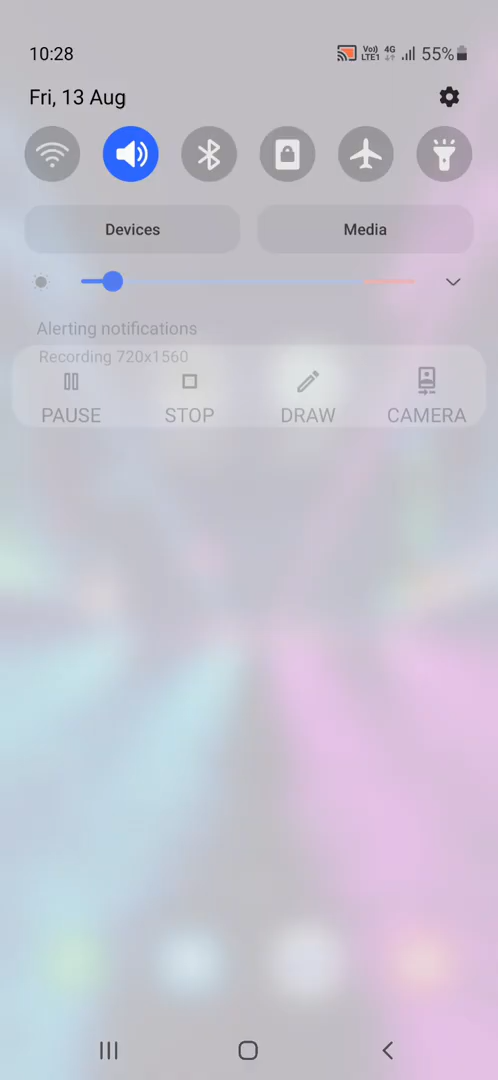 10:28
Vo)) 4G
LTE1 55%
Fri, 13 Aug
Devices Media
Alerting notifications
Recording 720x1560
PAUSE STOP DRAW CAMERA